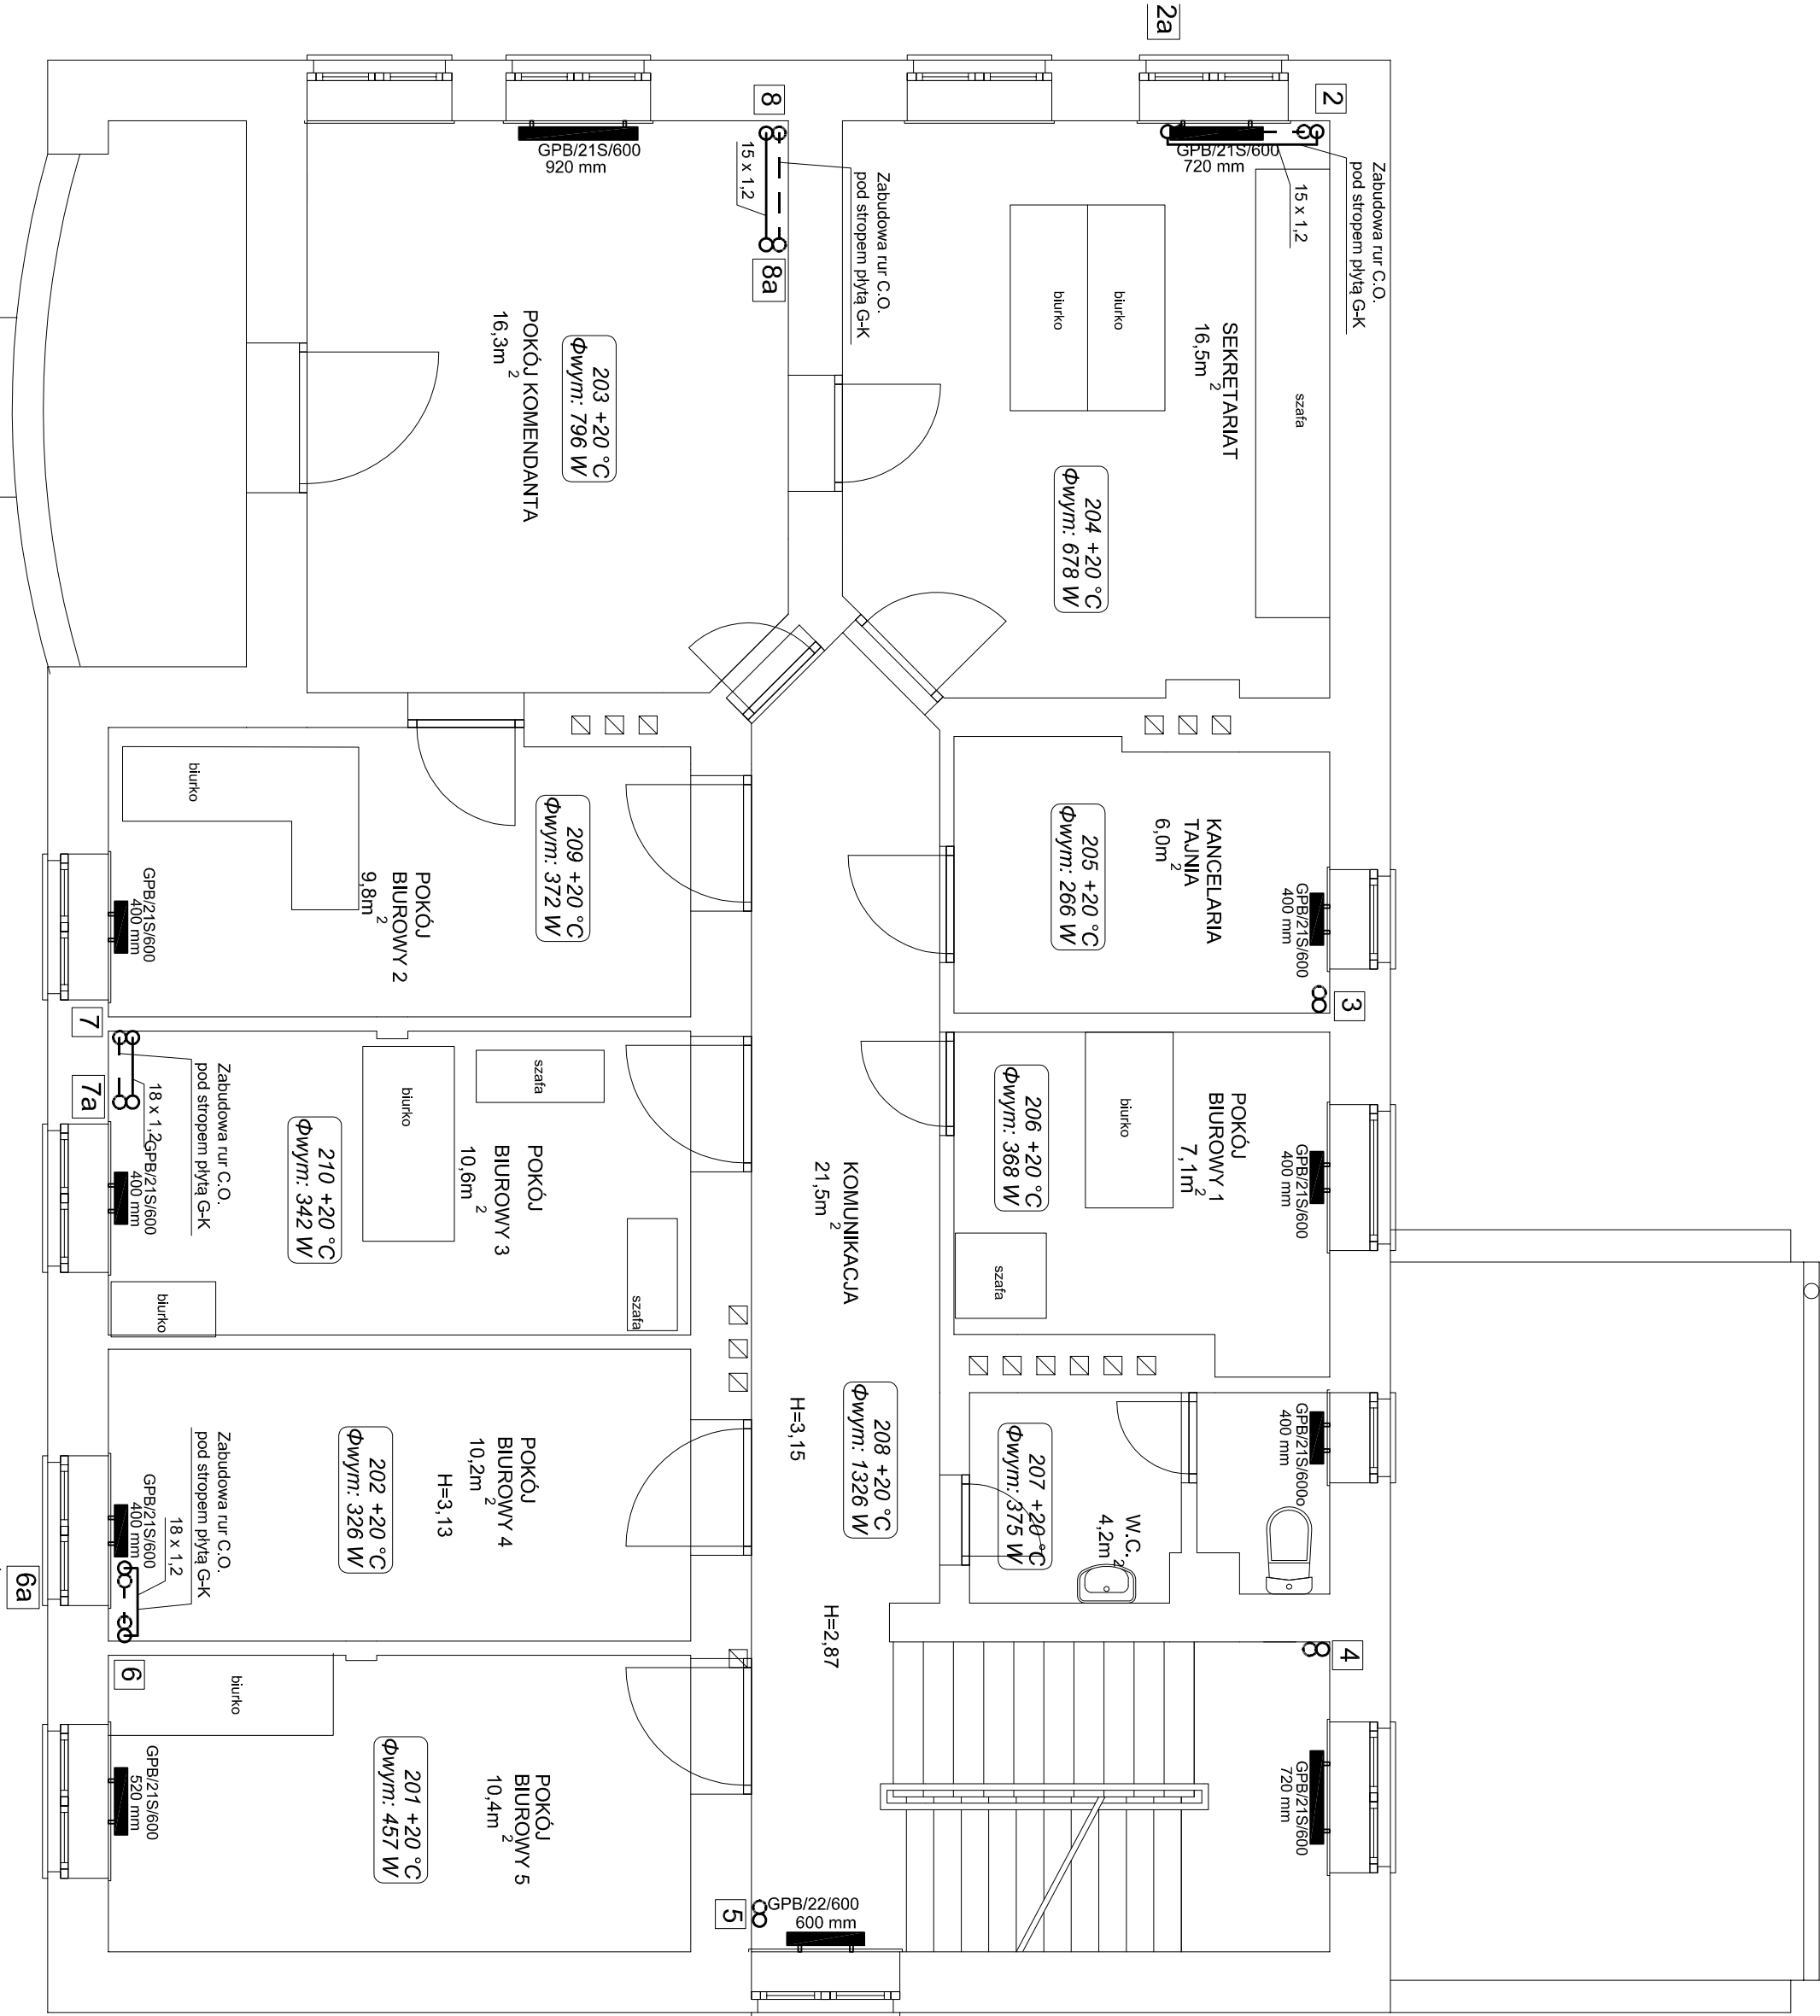 2a
2
GPB/21S/600
720 mm
15 x 1,2
Zabudowa rur C.O.
pod stropem płytą G-K
szafa
biurko
biurko
SEKRETARIAT
16,5m2
204 +20 °C
Φwym: 678 W
8
8a
15 x 1,2
Zabudowa rur C.O.
pod stropem płytą G-K
GPB/21S/600
920 mm
POKÓJ KOMENDANTA
16,3m2
203 +20 °C
Φwym: 796 W
KANCELARIA
TAJNIA
6,0m2
205 +20 °C
Φwym: 266 W
GPB/21S/600
400 mm
3
biurko
POKÓJ
BIUROWY 2
9,8m2
209 +20 °C
Φwym: 372 W
GPB/21S/600
400 mm
POKÓJ
BIUROWY 1
7,1m2
206 +20 °C
Φwym: 368 W
GPB/21S/600
400 mm
biurko
szafa
7
7a
18 x 1,2
Zabudowa rur C.O.
pod stropem płytą G-K
GPB/21S/600
400 mm
szafa
biurko
POKÓJ
BIUROWY 3
10,6m2
210 +20 °C
Φwym: 342 W
biurko
szafa
KOMUNIKACJA
21,5m2
208 +20 °C
Φwym: 1326 W
H=3,15
H=2,87
GPB/21S/600o
400 mm
W.C.
4,2m2
207 +20 °C
Φwym: 375 W
4
GPB/21S/600
720 mm
POKÓJ
BIUROWY 4
10,2m2
H=3,13
202 +20 °C
Φwym: 326 W
Zabudowa rur C.O.
pod stropem płytą G-K
18 x 1,2
GPB/21S/600
400 mm
6a
6
biurko
POKÓJ
BIUROWY 5
10,4m2
201 +20 °C
Φwym: 457 W
GPB/21S/600
520 mm
5
GPB/22/600
600 mm